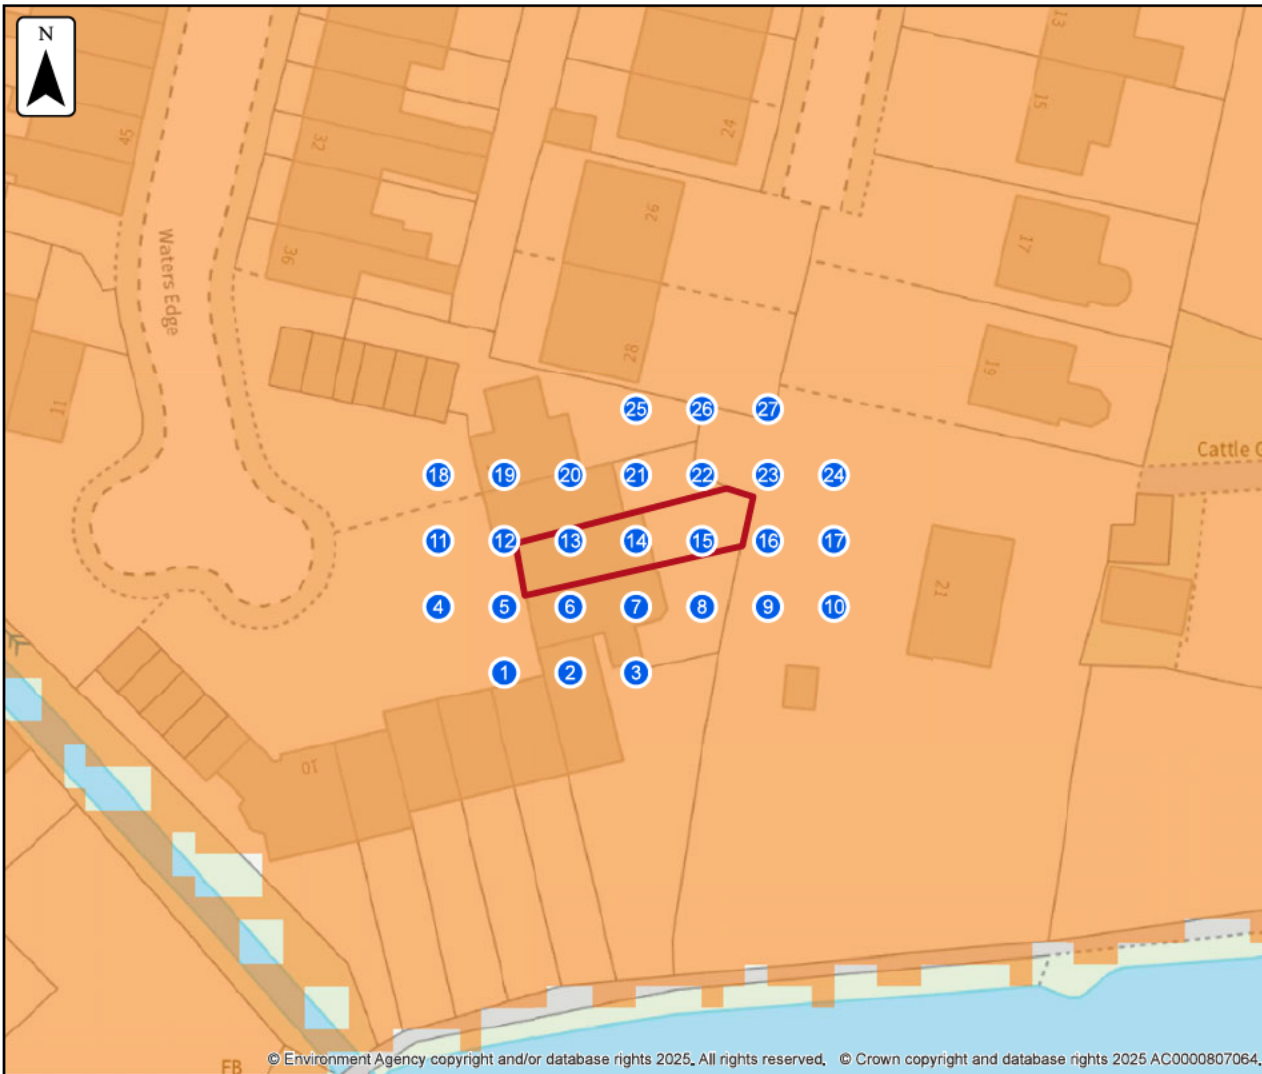 N
13
15
45
24
32
26
17
36
Waters Edge
28
19
11
25 26 27
Cattle G
18 19 20 21 22 23 24
11 12 13 14 15 16 17
21
4 5 6 7 8 9 10
1 2 3
10
FB
© Environment Agency copyright and/or database rights 2025. All rights reserved. © Crown copyright and database rights 2025 AC0000807064.